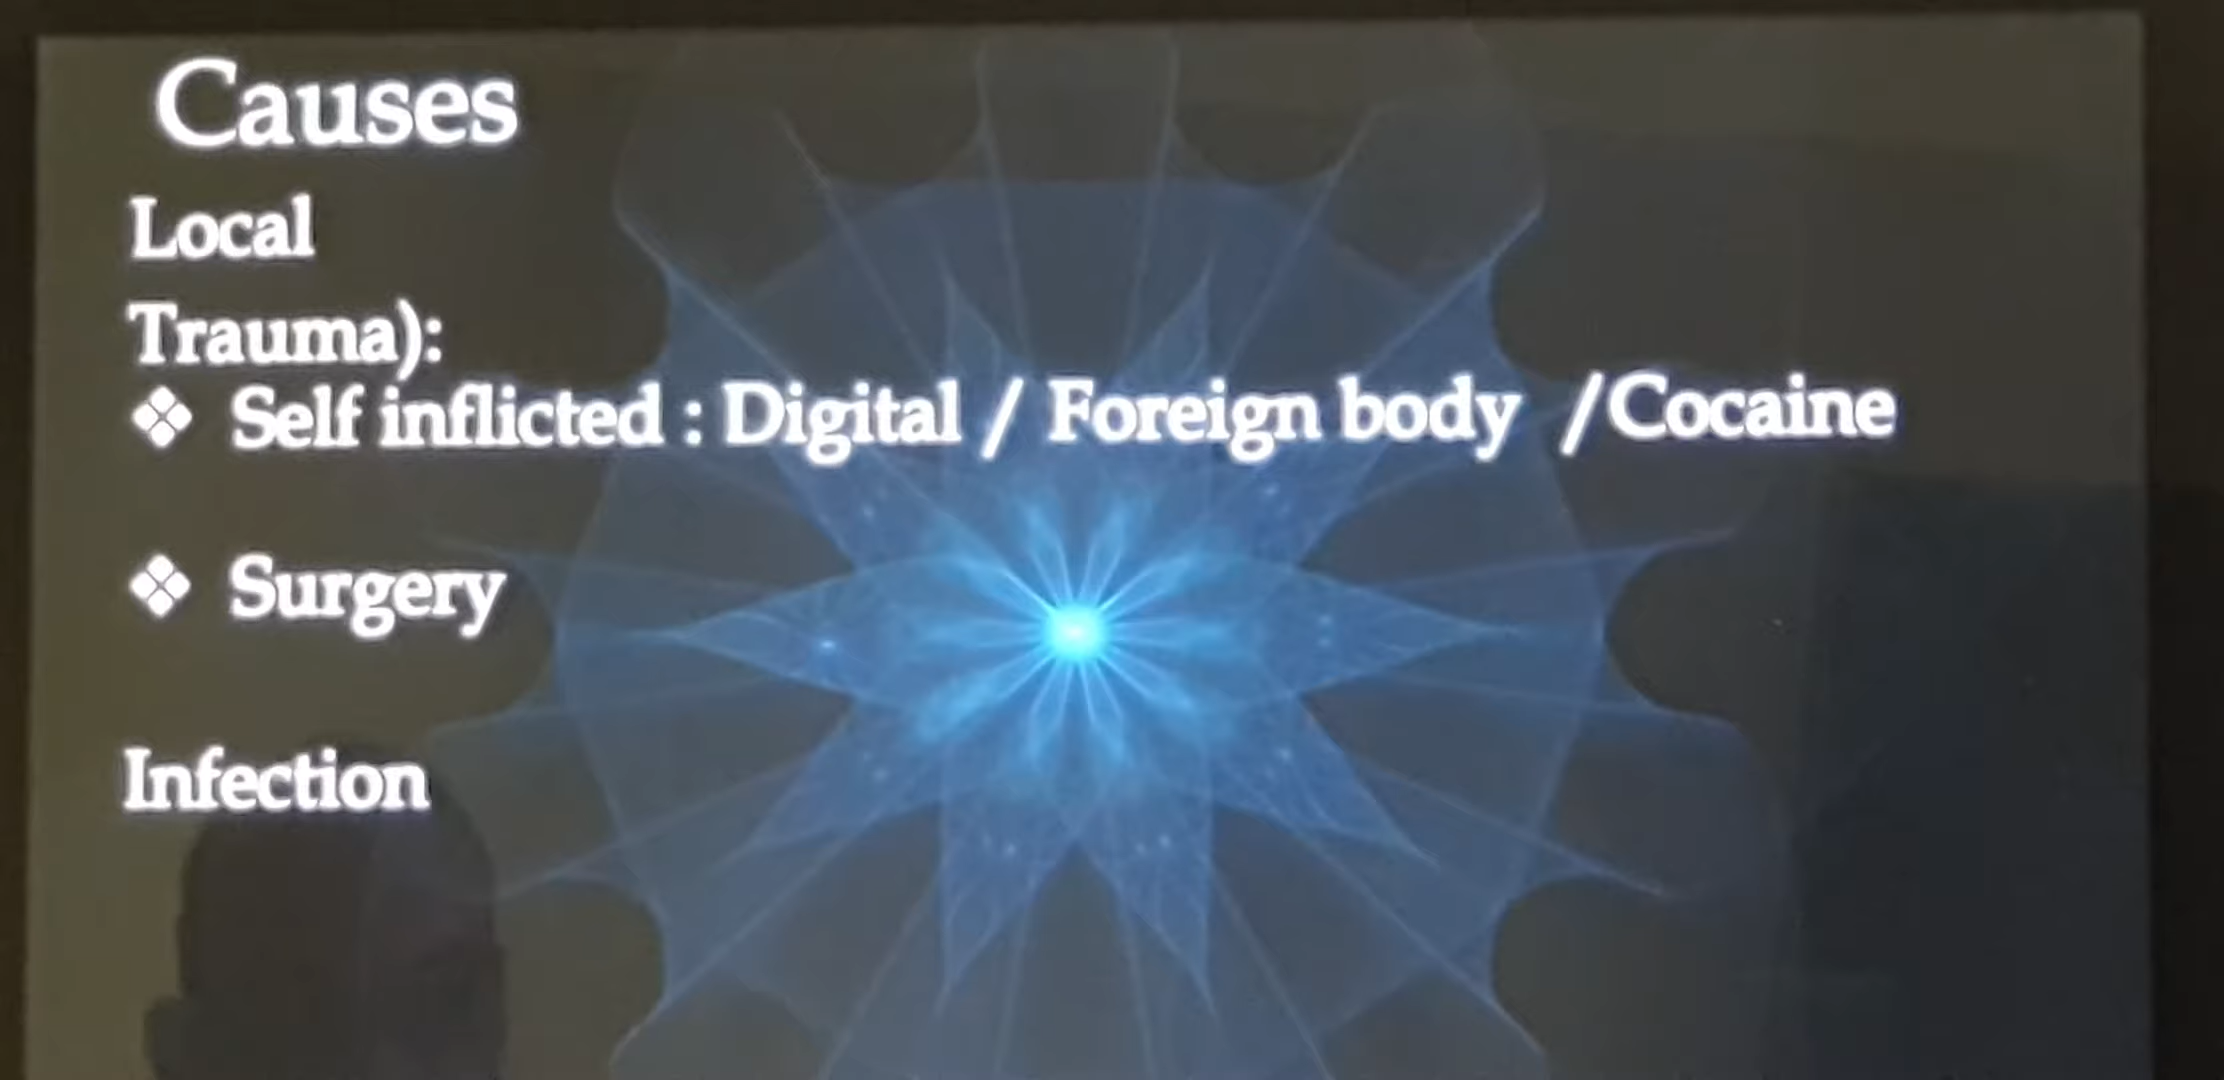 Causes
Local
Trauma):
❖ Self inflicted : Digital / Foreign body /Cocaine
❖ Surgery
Infection